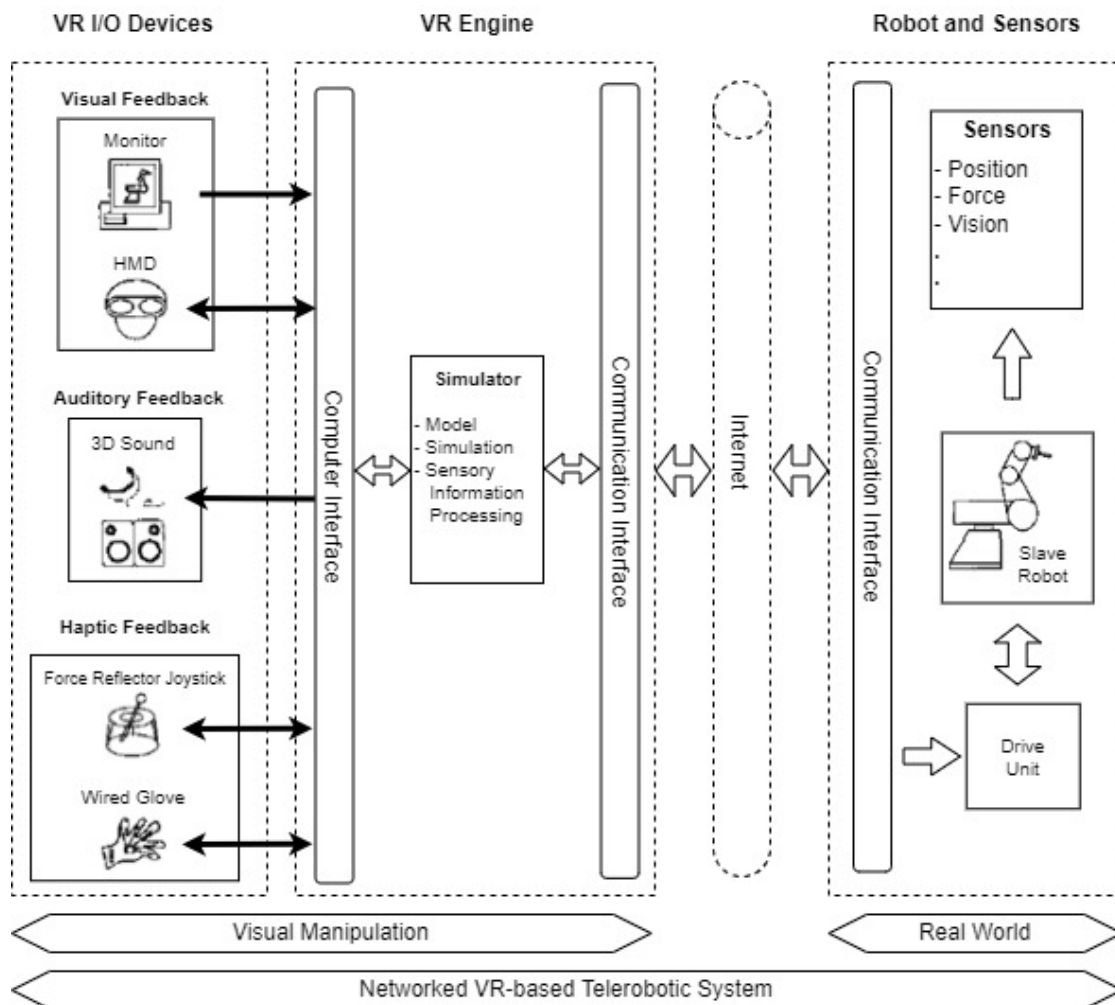 VR I/O Devices
VR Engine
Robot and Sensors
Visual Feedback
Monitor
HMD
Auditory Feedback
3D Sound
Haptic Feedback
Force Reflector Joystick
Wired Glove
Computer Interface
Simulator
- Model
- Simulation
- Sensory
Information
Processing
Communication Interface
Internet
Communication Interface
Sensors
- Position
- Force
- Vision
.
.
Slave
Robot
Drive
Unit
Visual Manipulation
Real World
Networked VR-based Telerobotic System